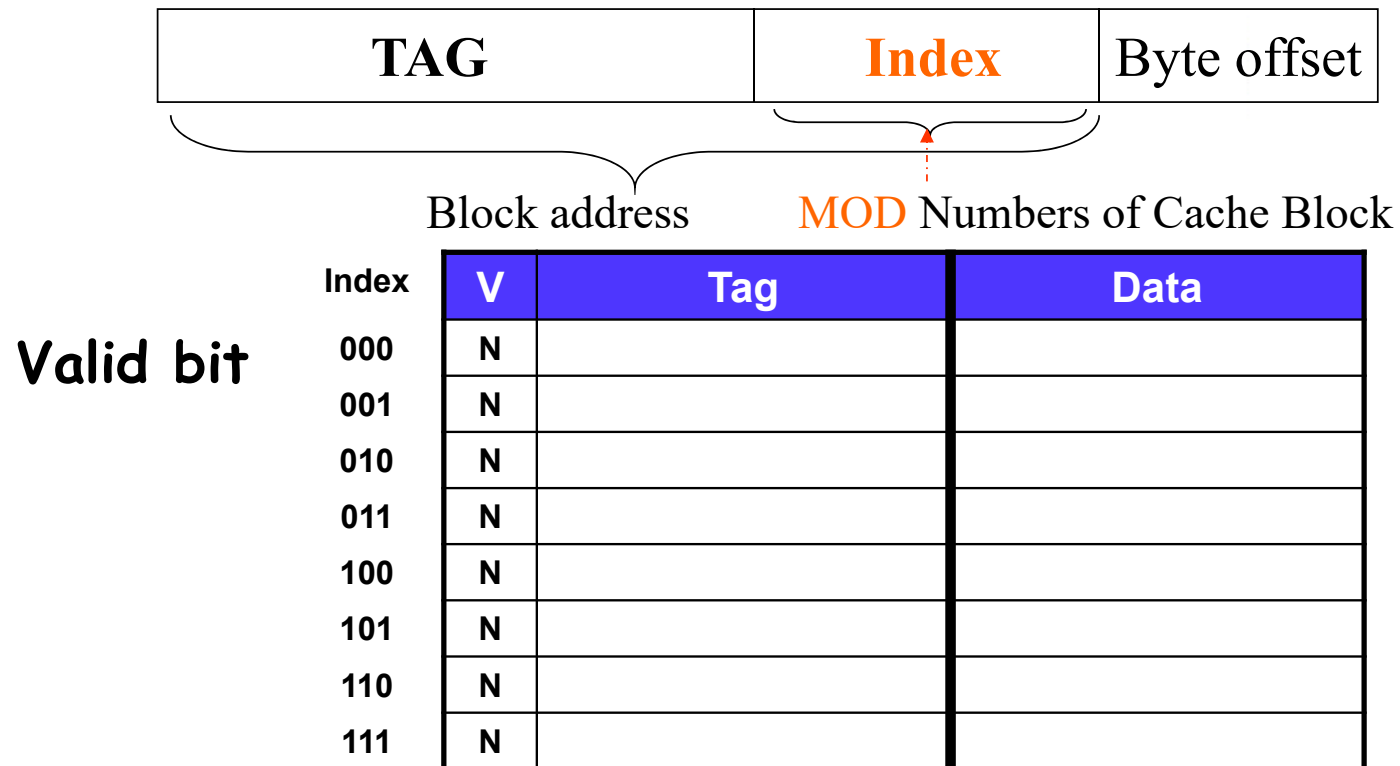 TAG Index Byte offset
Block address MOD Numbers of Cache Block
Index V Tag Data
Valid bit 000 N
001 N
010 N
011 N
100 N
101 N
110 N
111 N